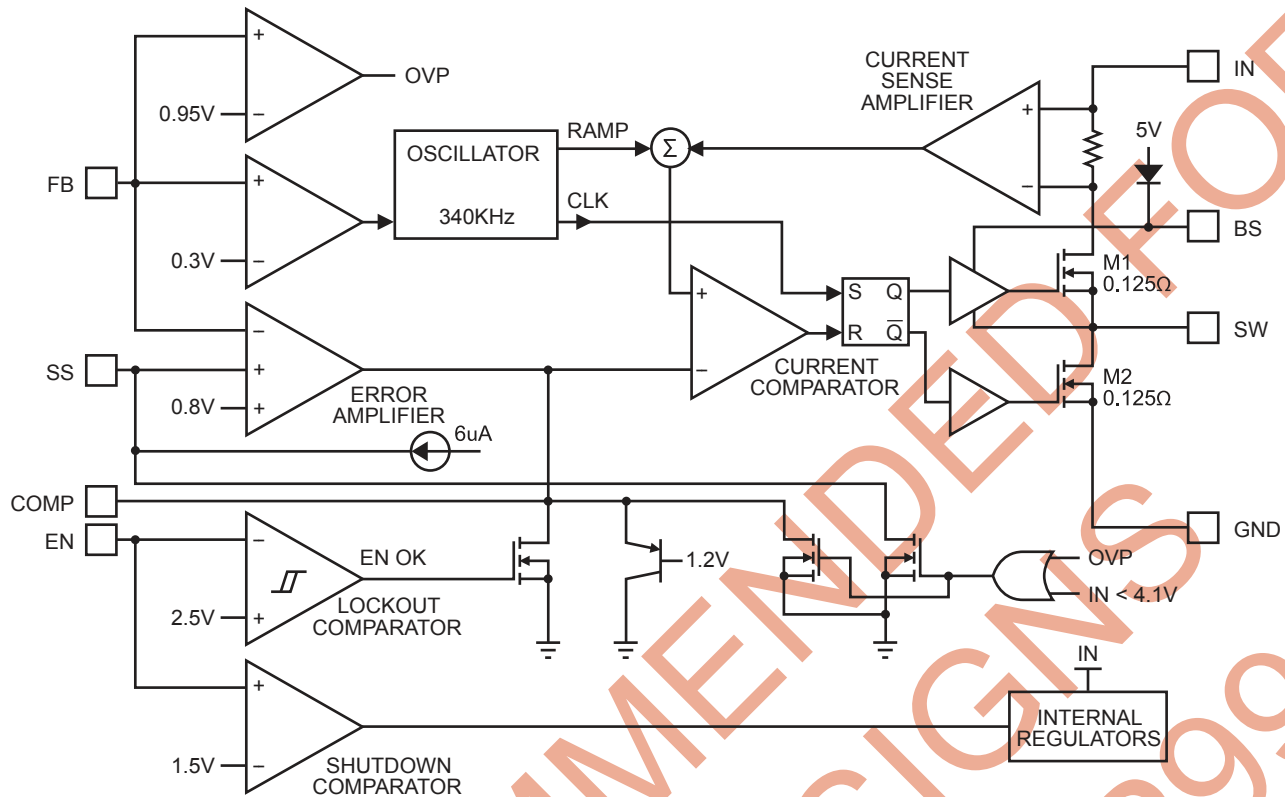 OVP
0.95V
FB
0.3V
OSCILLATOR
340KHz
RAMP
CLK
Σ
CURRENT
SENSE
AMPLIFIER
IN
5V
BS
M1
0.125Ω
S Q
R Q̅
SW
M2
0.125Ω
CURRENT
COMPARATOR
SS
0.8V
ERROR
AMPLIFIER
6uA
COMP
EN
EN OK
2.5V
LOCKOUT
COMPARATOR
1.2V
OVP
IN < 4.1V
GND
1.5V
SHUTDOWN
COMPARATOR
IN
INTERNAL
REGULATORS
+
−
+
−
−
+
+
−
+
+
−
+
−
+
−